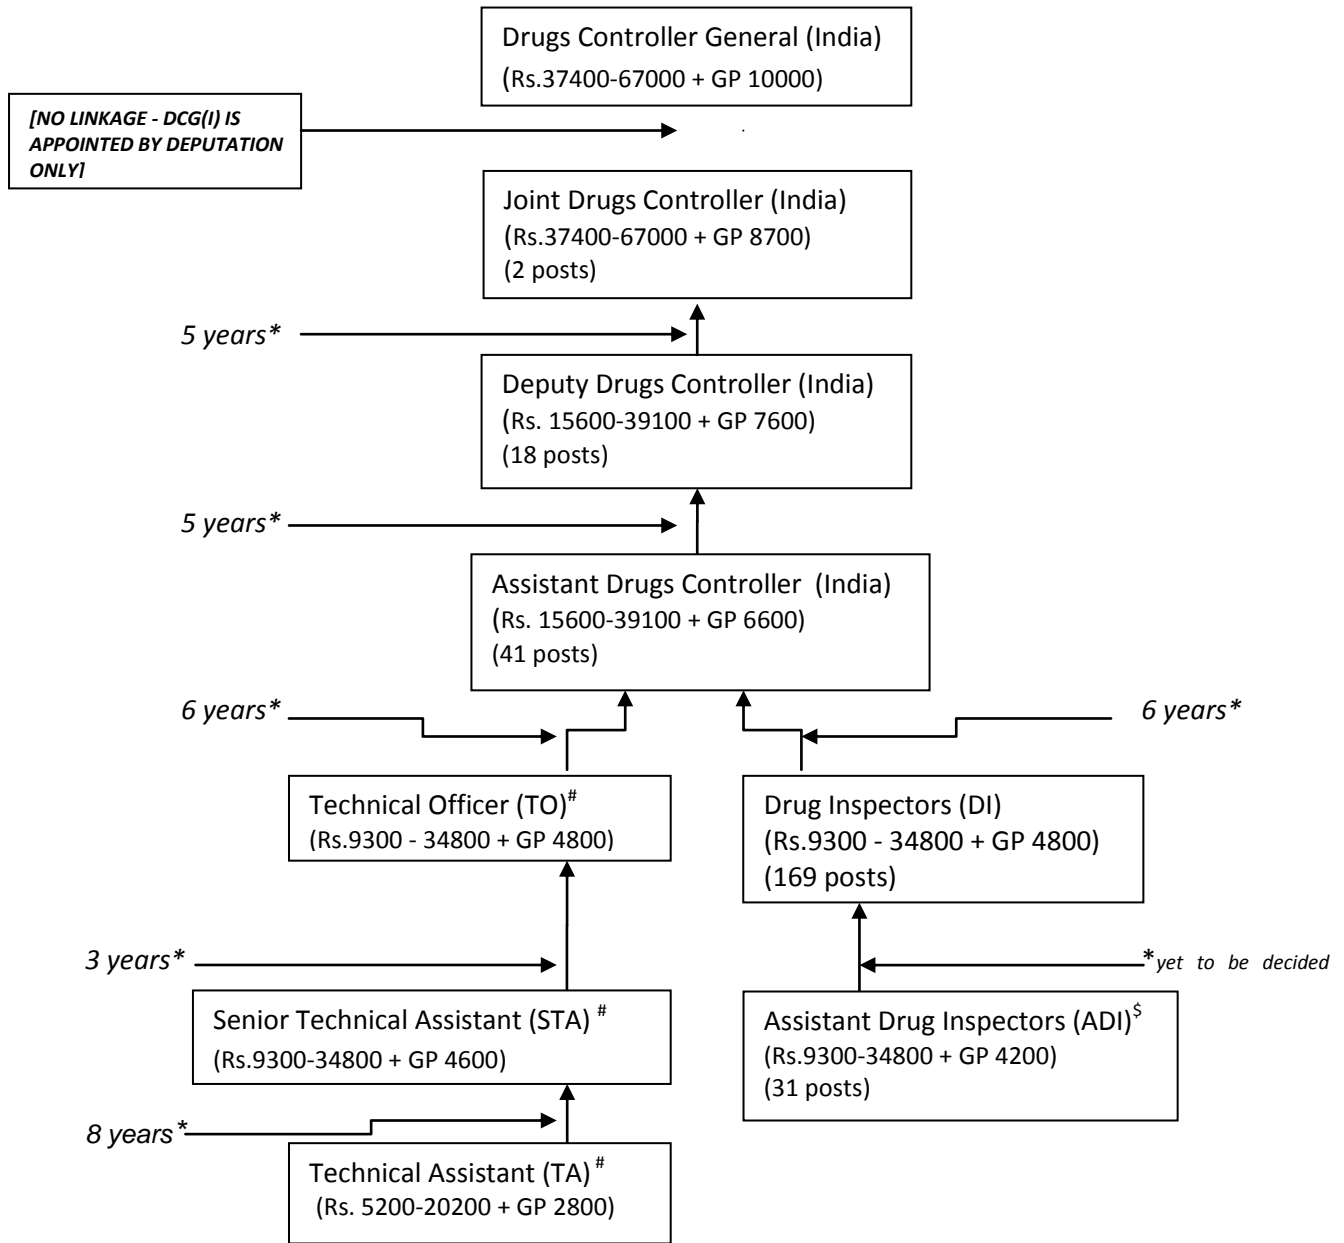 Drugs Controller General (India)
(Rs.37400-67000 + GP 10000)
[NO LINKAGE - DCG(I) IS
APPOINTED BY DEPUTATION
ONLY]
Joint Drugs Controller (India)
(Rs.37400-67000 + GP 8700)
(2 posts)
5 years*
Deputy Drugs Controller (India)
(Rs. 15600-39100 + GP 7600)
(18 posts)
5 years*
Assistant Drugs Controller (India)
(Rs. 15600-39100 + GP 6600)
(41 posts)
6 years*
6 years*
Technical Officer (TO)#
(Rs.9300 - 34800 + GP 4800)
Drug Inspectors (DI)
(Rs.9300 - 34800 + GP 4800)
(169 posts)
3 years*
*yet to be decided
Senior Technical Assistant (STA) #
(Rs.9300-34800 + GP 4600)
Assistant Drug Inspectors (ADI)$
(Rs.9300-34800 + GP 4200)
(31 posts)
8 years*
Technical Assistant (TA) #
(Rs. 5200-20200 + GP 2800)